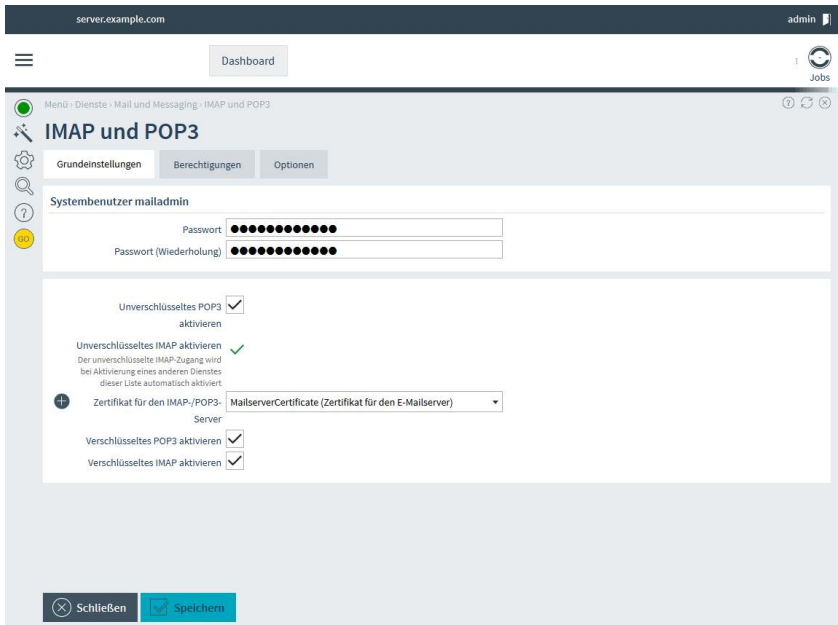 server.example.com
admin
Dashboard
Jobs
Menü › Dienste › Mail und Messaging › IMAP und POP3
IMAP und POP3
Grundeinstellungen
Berechtigungen
Optionen
GO
Systembenutzer mailadmin
Passwort
Passwort (Wiederholung)
Unverschlüsseltes POP3
aktivieren
Unverschlüsseltes IMAP aktivieren
Der unverschlüsselte IMAP-Zugang wird
bei Aktivierung eines anderen Dienstes
dieser Liste automatisch aktiviert
Zertifikat für den IMAP-/POP3-
Server
MailserverCertificate (Zertifikat für den E-Mailserver)
Verschlüsseltes POP3 aktivieren
Verschlüsseltes IMAP aktivieren
Schließen
Speichern